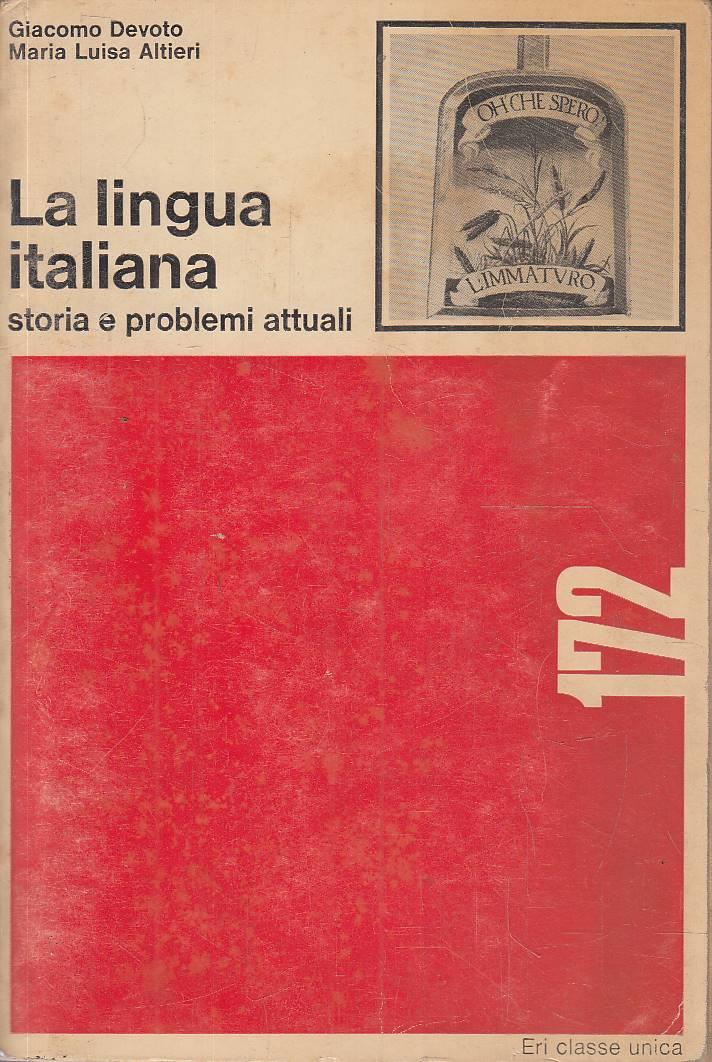 Giacomo Devoto
Maria Luisa Altieri
OH CHE SPERO
L'IMMATVRO.
La lingua
italiana
storia e problemi attuali
172
Eri classe unica